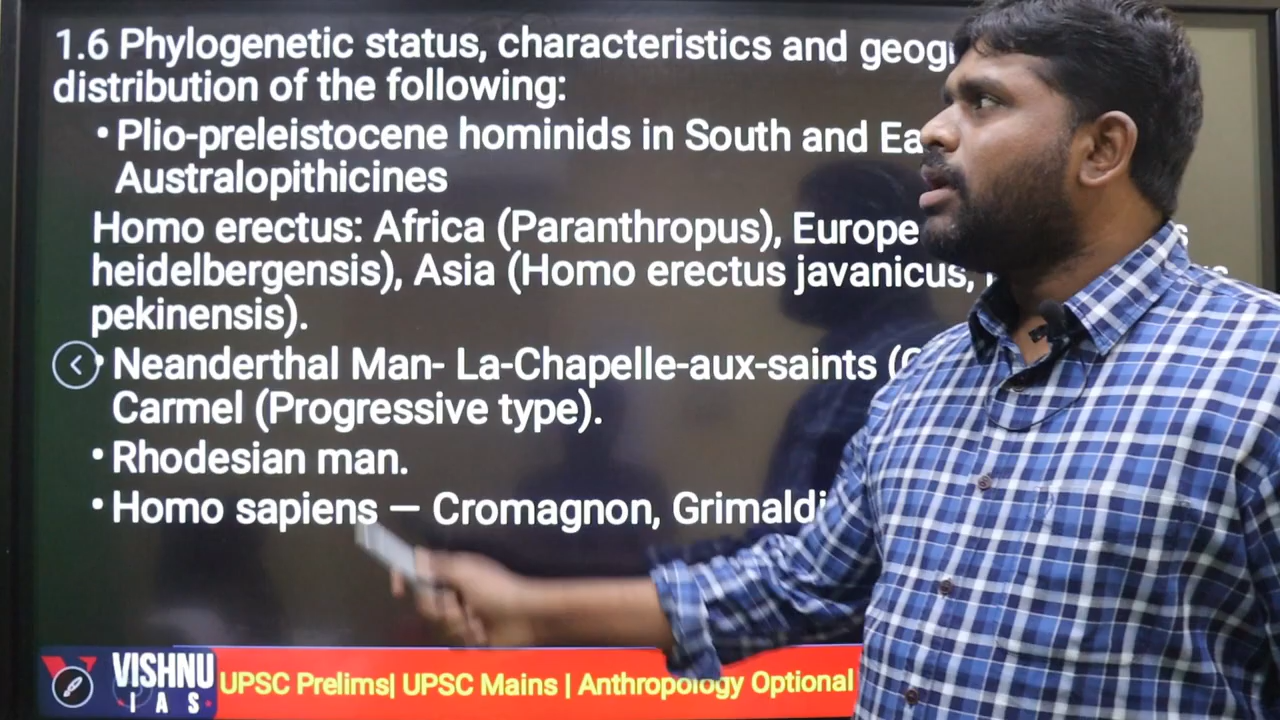 1.6 Phylogenetic status, characteristics and
distribution of the following:
• Plio-preleistocene hominids in South and
Australopithicines
Homo erectus: Africa (Paranthropus), Europe
heidelbergensis), Asia (Homo erectus javanicus,
pekinensis).
• Neanderthal Man- La-Chapelle-aux-saints
Carmel (Progressive type).
• Rhodesian man.
• Homo sapiens — Cromagnon, Grimaldi
VISHNU
IAS
UPSC Prelims| UPSC Mains | Anthropology Optional